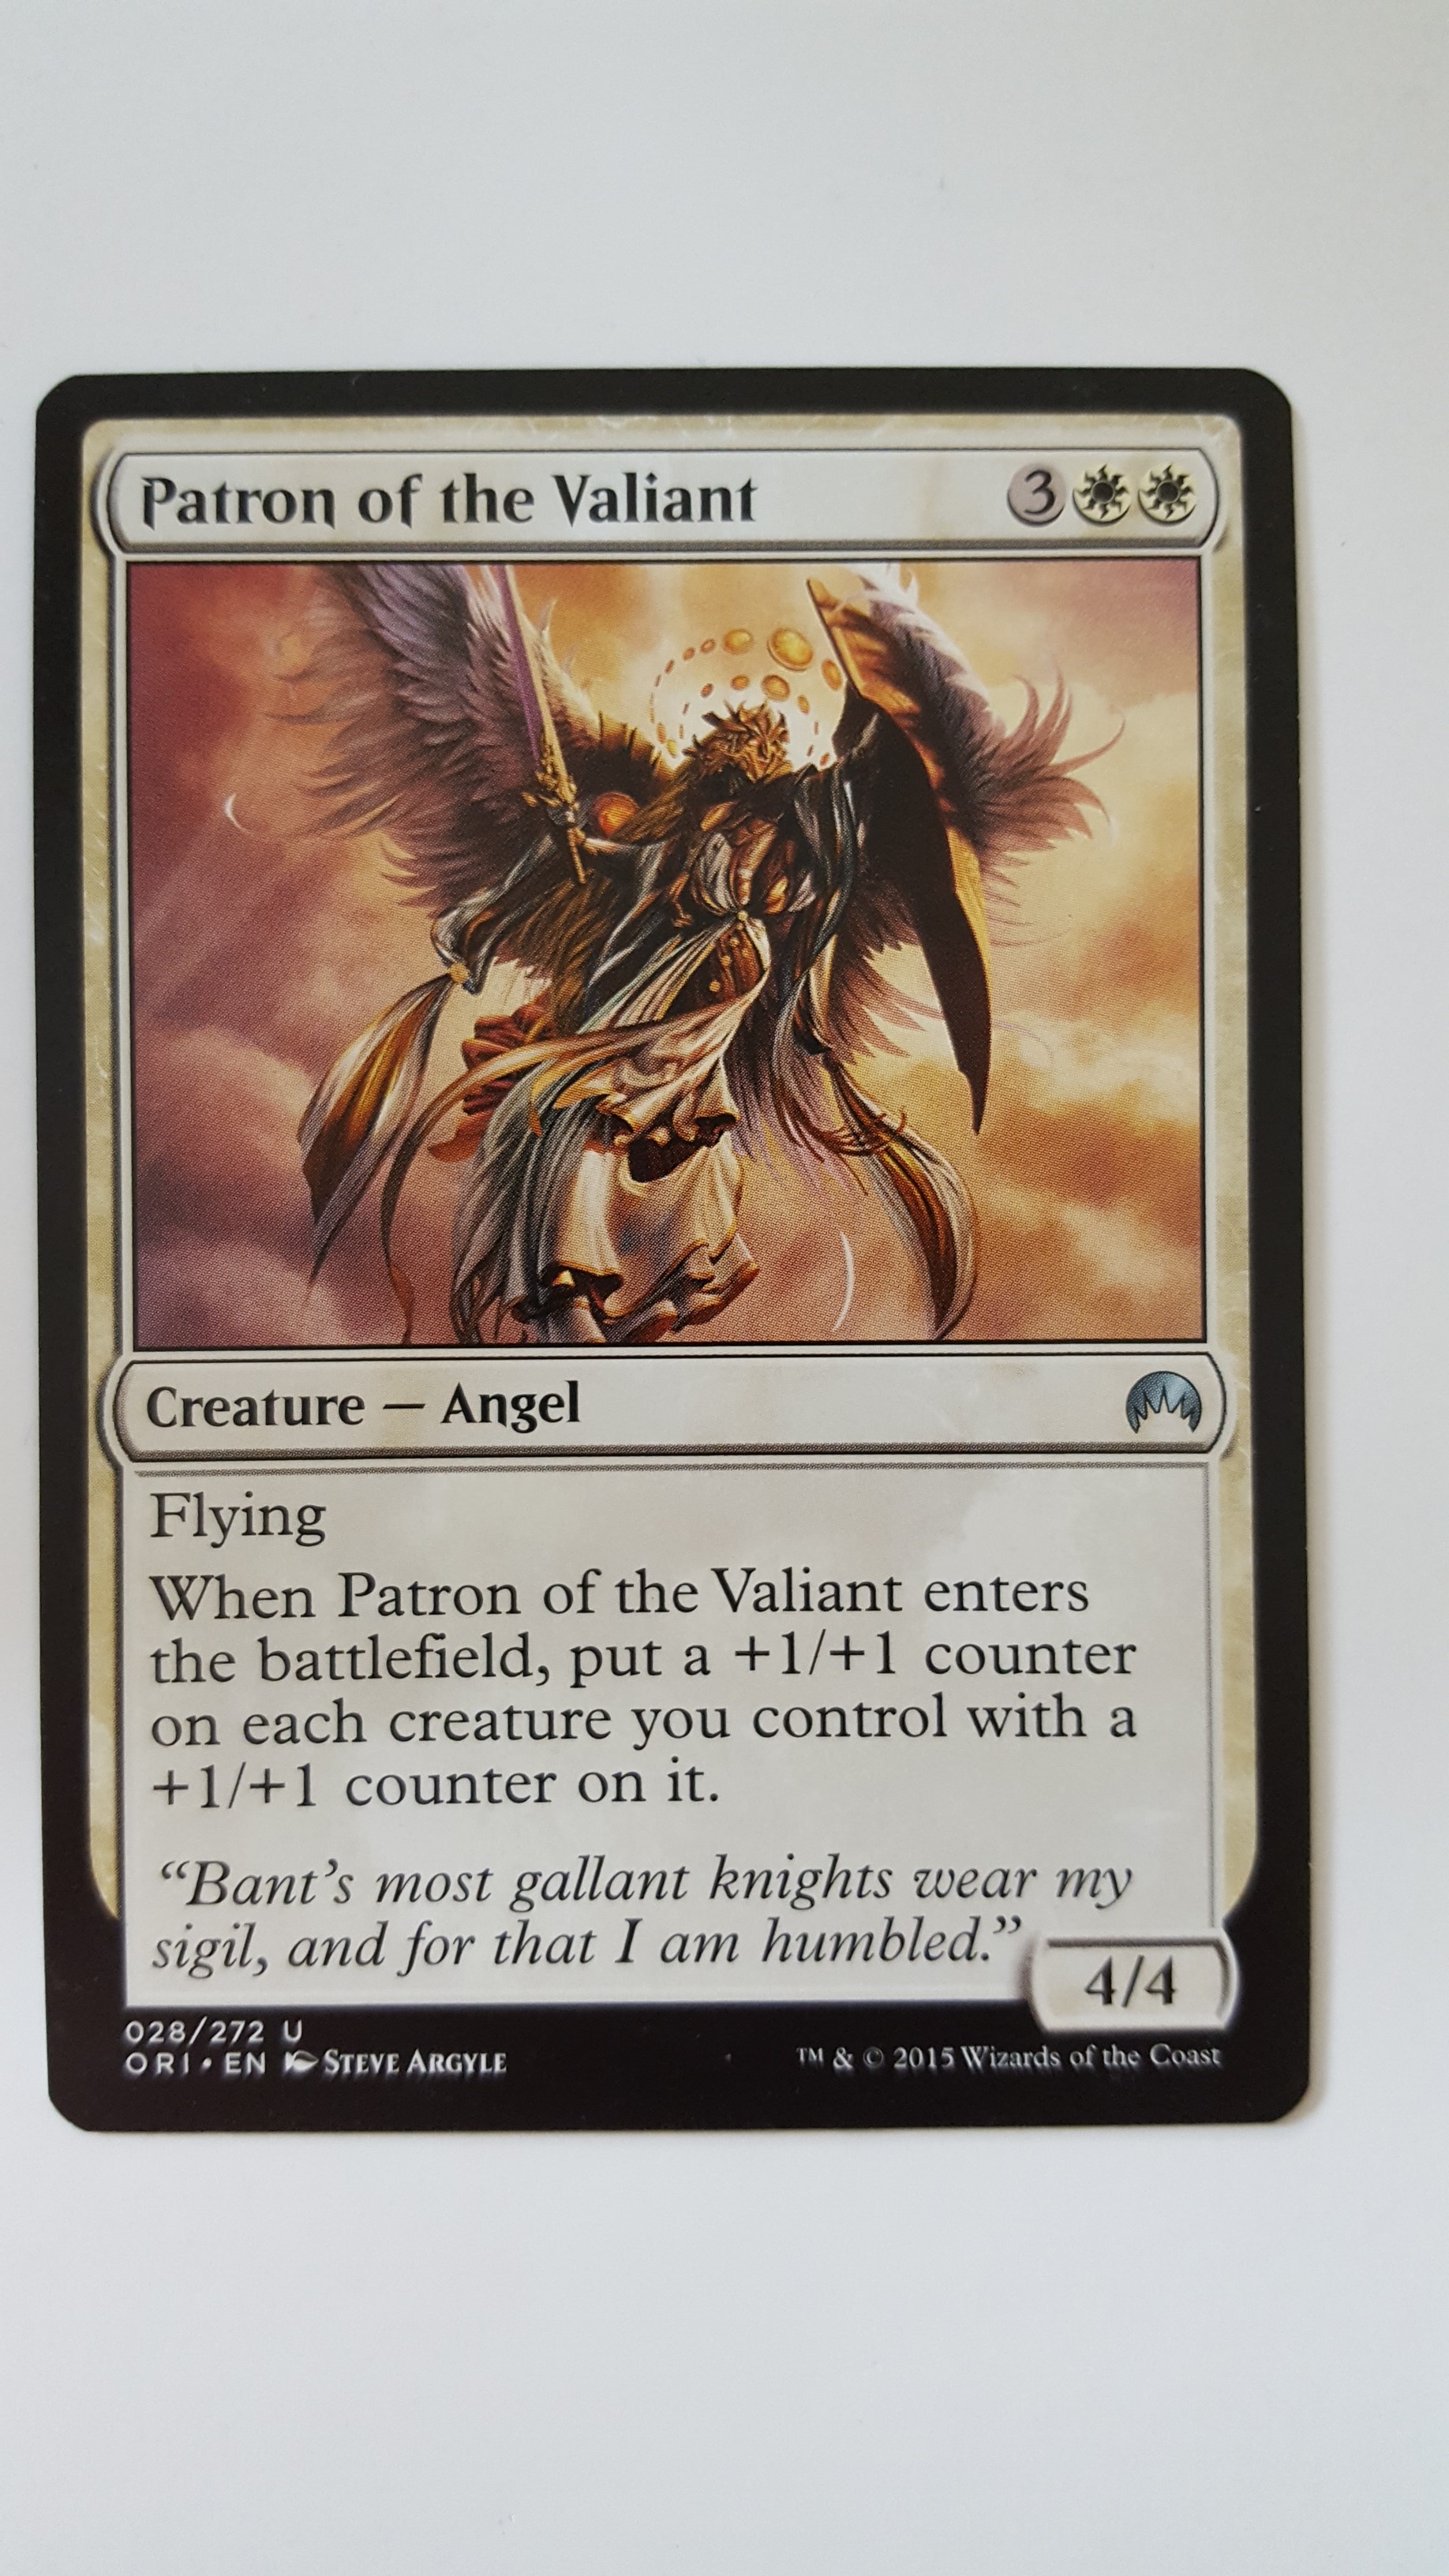 Patron of the Valiant 3
Creature — Angel
Flying
When Patron of the Valiant enters
the battlefield, put a +1/+1 counter
on each creature you control with a
+1/+1 counter on it.
“Bant’s most gallant knights wear my
sigil, and for that I am humbled.”
4/4
028/272 U
ORI • EN STEVE ARGYLE
™ & © 2015 Wizards of the Coast